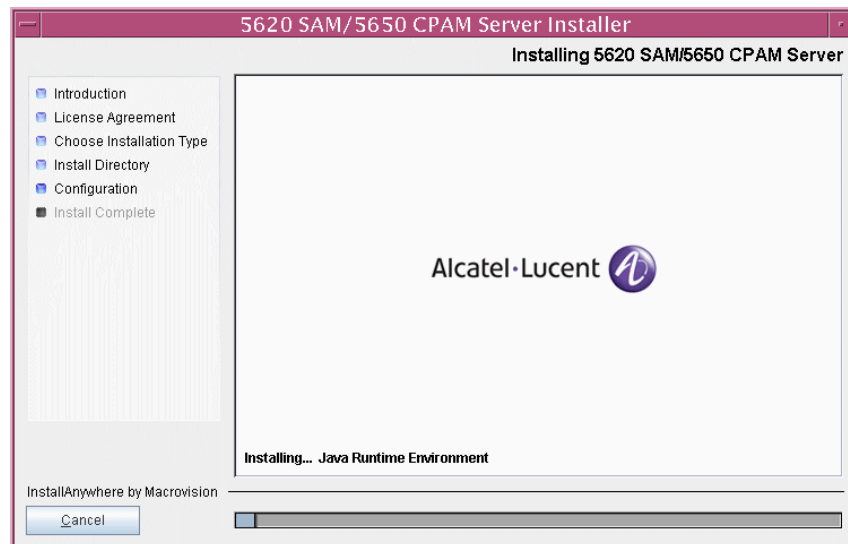 5620 SAM/5650 CPAM Server Installer
Installing 5620 SAM/5650 CPAM Server
Introduction
License Agreement
Choose Installation Type
Install Directory
Configuration
Install Complete
Alcatel·Lucent
Installing... Java Runtime Environment
InstallAnywhere by Macrovision
Cancel